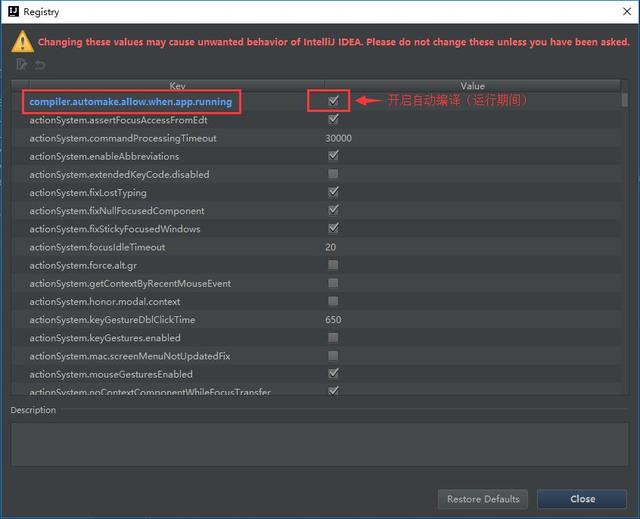 Registry
Changing these values may cause unwanted behavior of IntelliJ IDEA. Please do not change these unless you have been asked.
Key Value
compiler.automake.allow.when.app.running 开启自动编译（运行期间）
actionSystem.assertFocusAccessFromEdt
actionSystem.commandProcessingTimeout 30000
actionSystem.enableAbbreviations
actionSystem.extendedKeyCode.disabled
actionSystem.fixLostTyping
actionSystem.fixNullFocusedComponent
actionSystem.fixStickyFocusedWindows
actionSystem.focusIdleTimeout 20
actionSystem.force.alt.gr
actionSystem.getContextByRecentMouseEvent
actionSystem.honor.modal.context
actionSystem.keyGestureDblClickTime 650
actionSystem.keyGestures.enabled
actionSystem.mac.screenMenuNotUpdatedFix
actionSystem.mouseGesturesEnabled
actionSystem.noContextComponentWhileFocusTransfer
Description
Restore Defaults Close